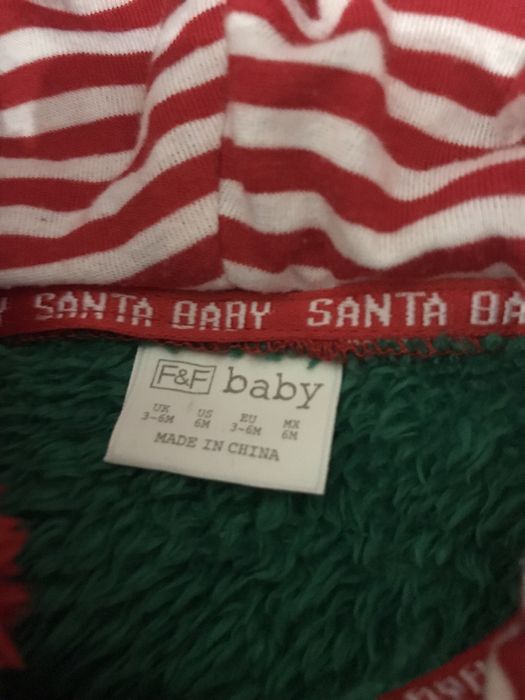 Y SANTA BABY SANTA BA
F&F baby
UK US EU MX
3-6M 6M 3-6M 6M
MADE IN CHINA